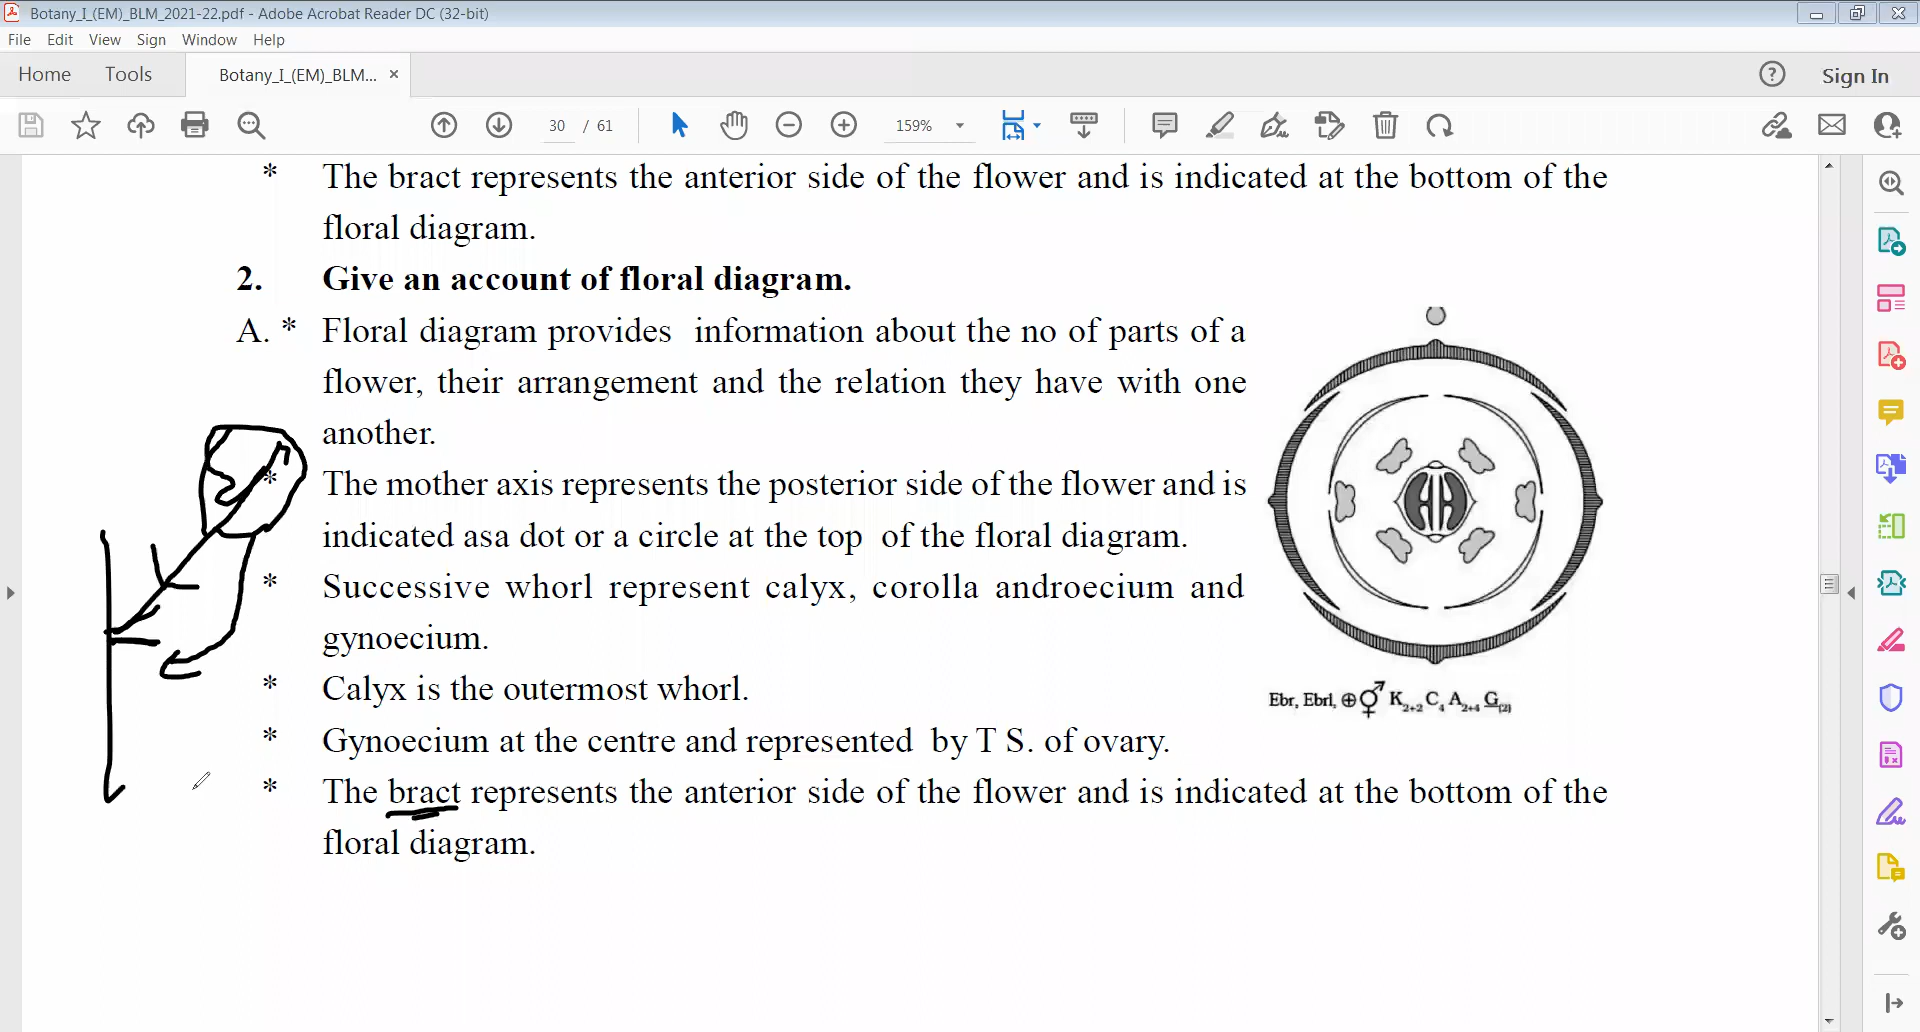 Botany_I_(EM)_BLM_2021-22.pdf - Adobe Acrobat Reader DC (32-bit)
File Edit View Sign Window Help
Home Tools Botany_I_(EM)_BLM... × Sign In
30 / 61 159%
* The bract represents the anterior side of the flower and is indicated at the bottom of the
floral diagram.
2. Give an account of floral diagram.
A. * Floral diagram provides information about the no of parts of a
flower, their arrangement and the relation they have with one
another.
* The mother axis represents the posterior side of the flower and is
indicated asa dot or a circle at the top of the floral diagram.
* Successive whorl represent calyx, corolla androecium and
gynoecium.
* Calyx is the outermost whorl.
* Gynoecium at the centre and represented by T S. of ovary.
* The bract represents the anterior side of the flower and is indicated at the bottom of the
floral diagram.
Ebr, Ebrl, ⊕ ⚥ K2+2 C4 A2+4 G(2)